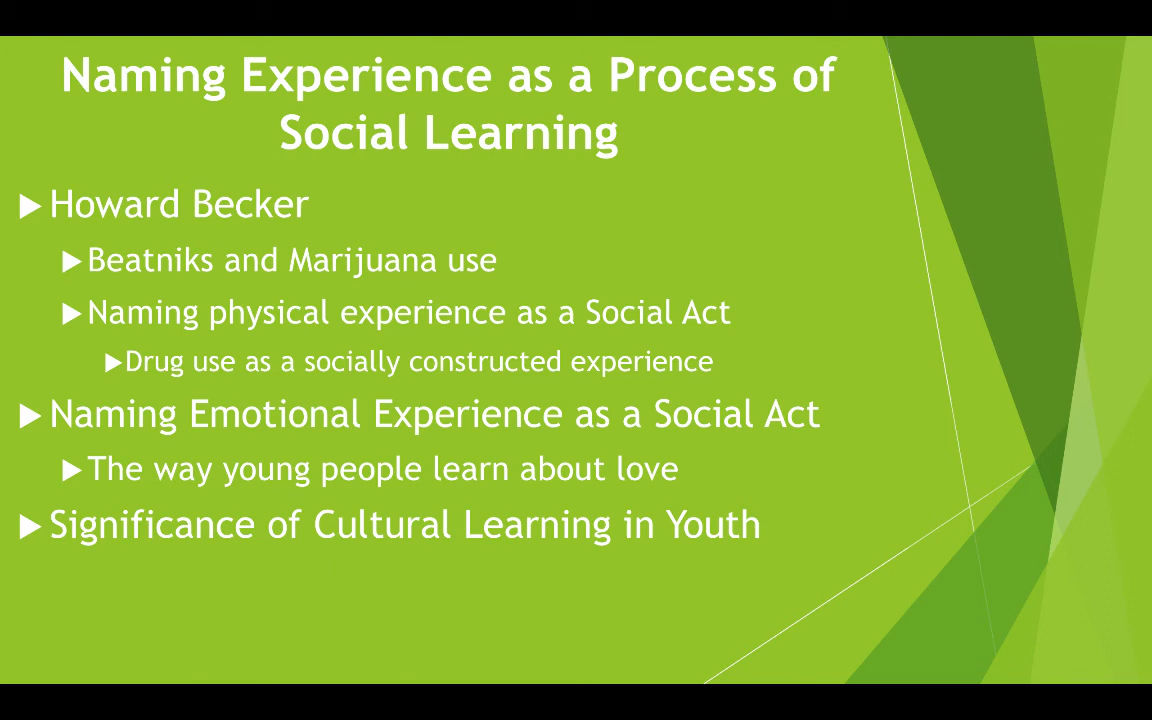 Naming Experience as a Process of
Social Learning
Howard Becker
Beatniks and Marijuana use
Naming physical experience as a Social Act
Drug use as a socially constructed experience
Naming Emotional Experience as a Social Act
The way young people learn about love
Significance of Cultural Learning in Youth